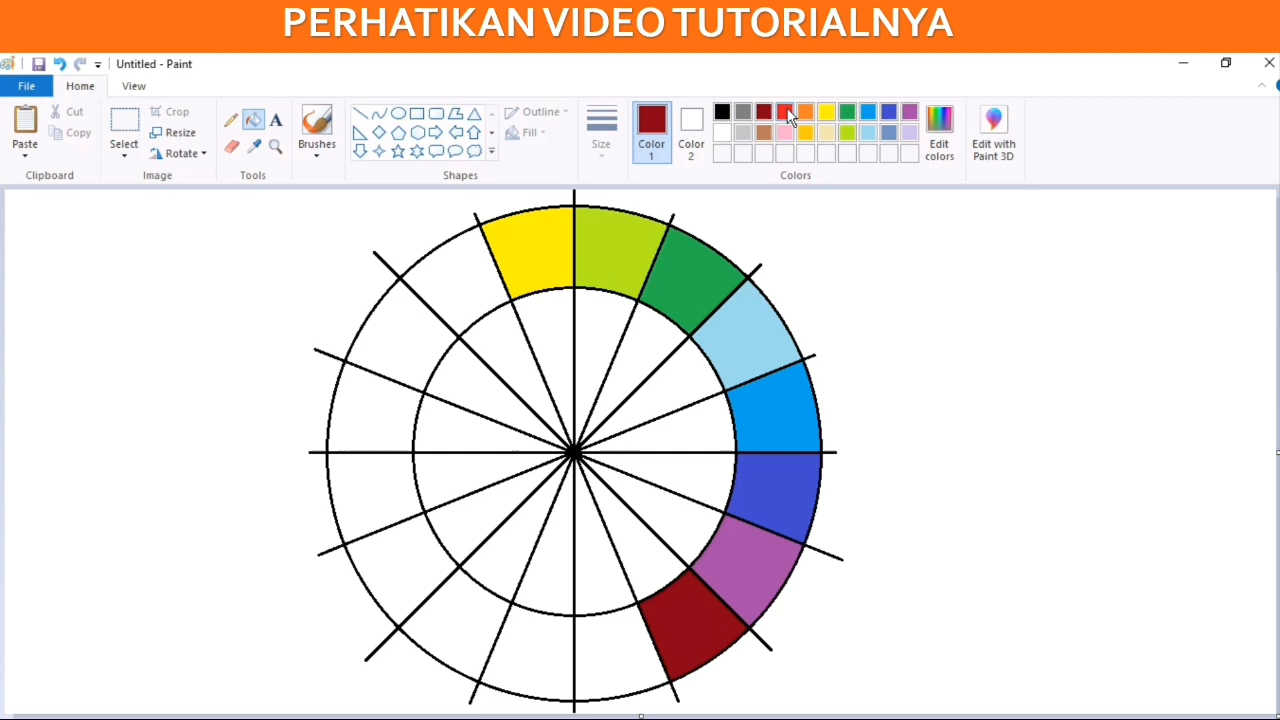 PERHATIKAN VIDEO TUTORIALNYA
Untitled - Paint
File Home View
Paste
Cut
Copy
Clipboard
Select
Crop
Resize
Rotate
Image
A
Tools
Brushes
Shapes
Outline
Fill
Size
Color 1
Color 2
Colors
Edit colors
Edit with Paint 3D